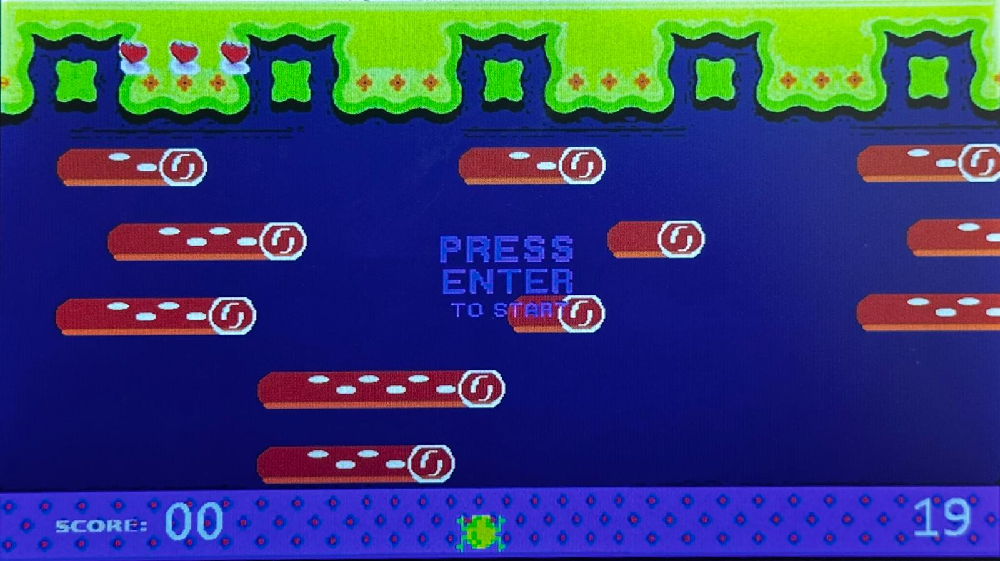 PRESS
ENTER
TO START
SCORE: 00
19